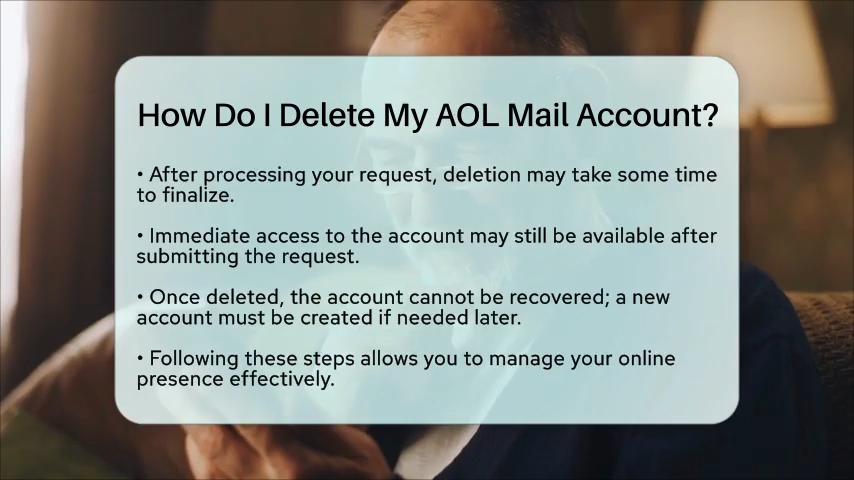 How Do I Delete My AOL Mail Account?
• After processing your request, deletion may take some time
to finalize.
• Immediate access to the account may still be available after
submitting the request.
• Once deleted, the account cannot be recovered; a new
account must be created if needed later.
• Following these steps allows you to manage your online
presence effectively.